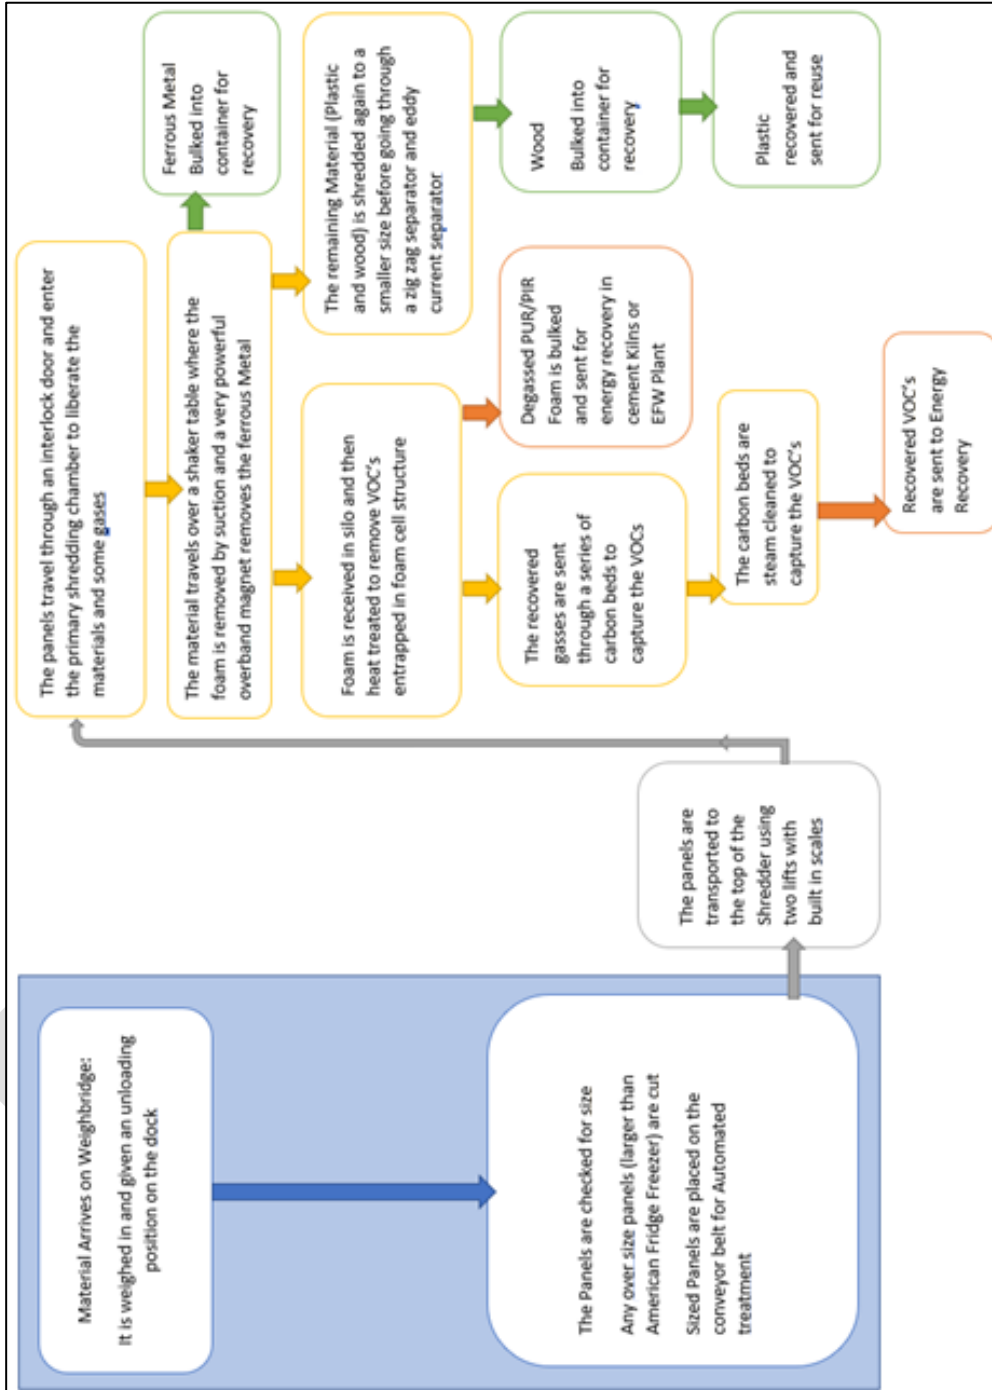 Material Arrives on Weighbridge:
It is weighed in and given an unloading
position on the dock
The Panels are checked for size
Any over size panels (larger than
American Fridge Freezer) are cut
Sized Panels are placed on the
conveyor belt for Automated
treatment
The panels are
transported to
the top of the
Shredder using
two lifts with
built in scales
The panels travel through an interlock door and enter
the primary shredding chamber to liberate the
materials and some gases
The material travels over a shaker table where the
foam is removed by suction and a very powerful
overband magnet removes the ferrous Metal
Ferrous Metal
Bulked into
container for
recovery
Foam is received in silo and then
heat treated to remove VOC's
entrapped in foam cell structure
The remaining Material (Plastic
and wood) is shredded again to a
smaller size before going through
a zig zag separator and eddy
current separator
The recovered
gasses are sent
through a series of
carbon beds to
capture the VOCs
Degassed PUR/PIR
Foam is bulked
and sent for
energy recovery in
cement Kilns or
EFW Plant
Wood
Bulked into
container for
recovery
The carbon beds are
steam cleaned to
capture the VOC's
Plastic
recovered and
sent for reuse
Recovered VOC's
are sent to Energy
Recovery